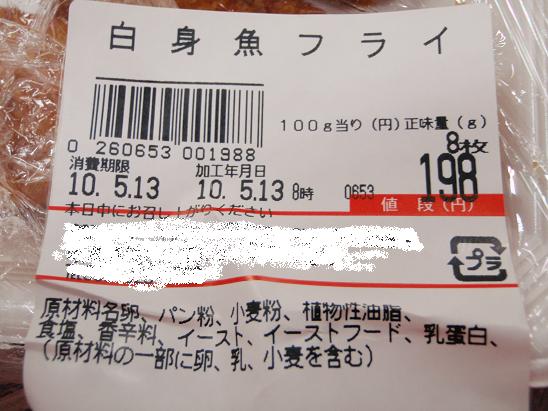 白身魚フライ
100g当り(円)正味量(g)
8枚
0 260653 001988
消費期限 加工年月日
10. 5.13 10. 5.13 8時 0653 198
値段(円)
本日中にお召し上がりください
プラ
原材料名卵、パン粉、小麦粉、植物性油脂、
食塩、香辛料、イースト、イーストフード、乳蛋白、
(原材料の一部に卵、乳、小麦を含む)